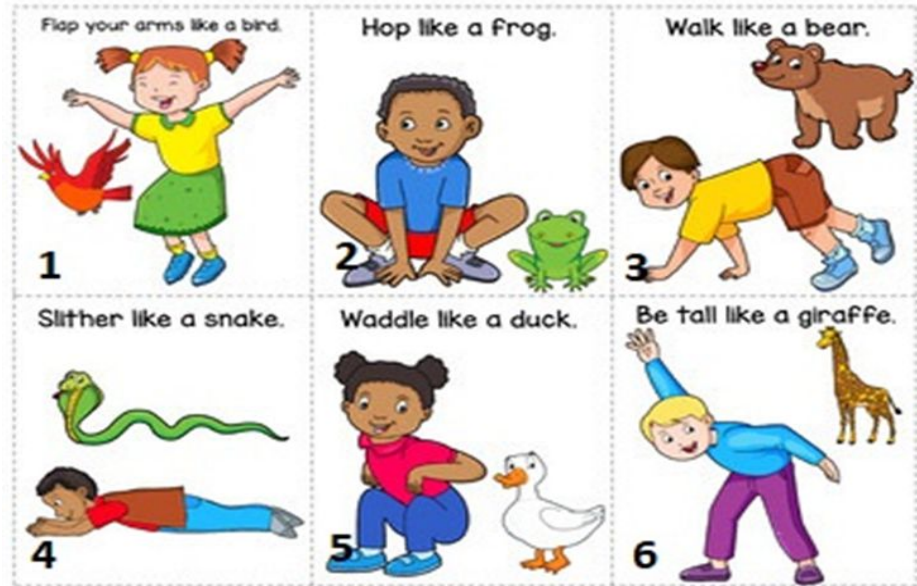 Flap your arms like a bird.
Hop like a frog.
Walk like a bear.
1
2
3
Slither like a snake.
Waddle like a duck.
Be tall like a giraffe.
4
5
6